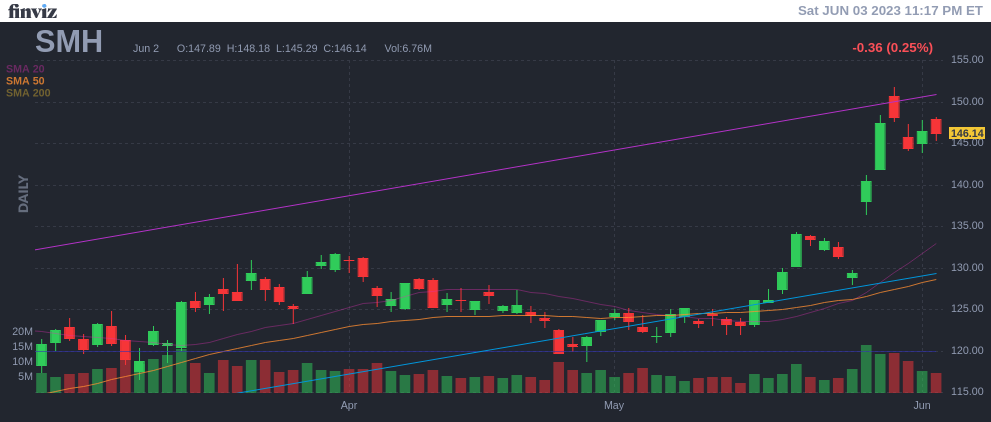 finviz
Sat JUN 03 2023 11:17 PM ET
SMH
Jun 2 O:147.89 H:148.18 L:145.29 C:146.14 Vol:6.76M
-0.36 (0.25%)
SMA 20
SMA 50
SMA 200
DAILY
155.00
150.00
146.14
145.00
140.00
135.00
130.00
125.00
120.00
115.00
20M
15M
10M
5M
Apr
May
Jun